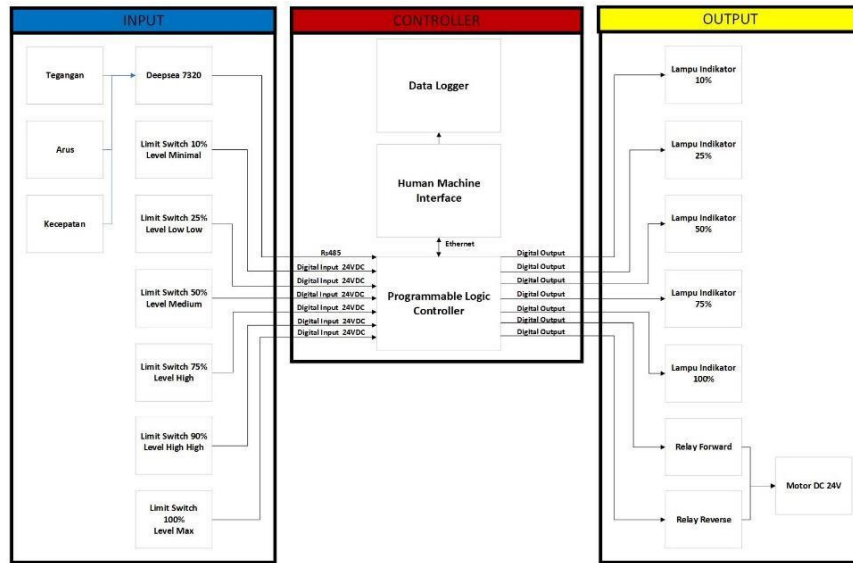 INPUT
CONTROLLER
OUTPUT
Tegangan
Arus
Kecepatan
Deepsea 7320
Limit Switch 10%
Level Minimal
Limit Switch 25%
Level Low Low
Limit Switch 50%
Level Medium
Limit Switch 75%
Level High
Limit Switch 90%
Level High High
Limit Switch
100%
Level Max
Rs485
Digital Input 24VDC
Digital Input 24VDC
Digital Input 24VDC
Digital Input 24VDC
Digital Input 24VDC
Digital Input 24VDC
Data Logger
Human Machine
Interface
Ethernet
Programmable Logic
Controller
Digital Output
Digital Output
Digital Output
Digital Output
Digital Output
Digital Output
Digital Output
Lampu Indikator
10%
Lampu Indikator
25%
Lampu Indikator
50%
Lampu Indikator
75%
Lampu Indikator
100%
Relay Forward
Relay Reverse
Motor DC 24V